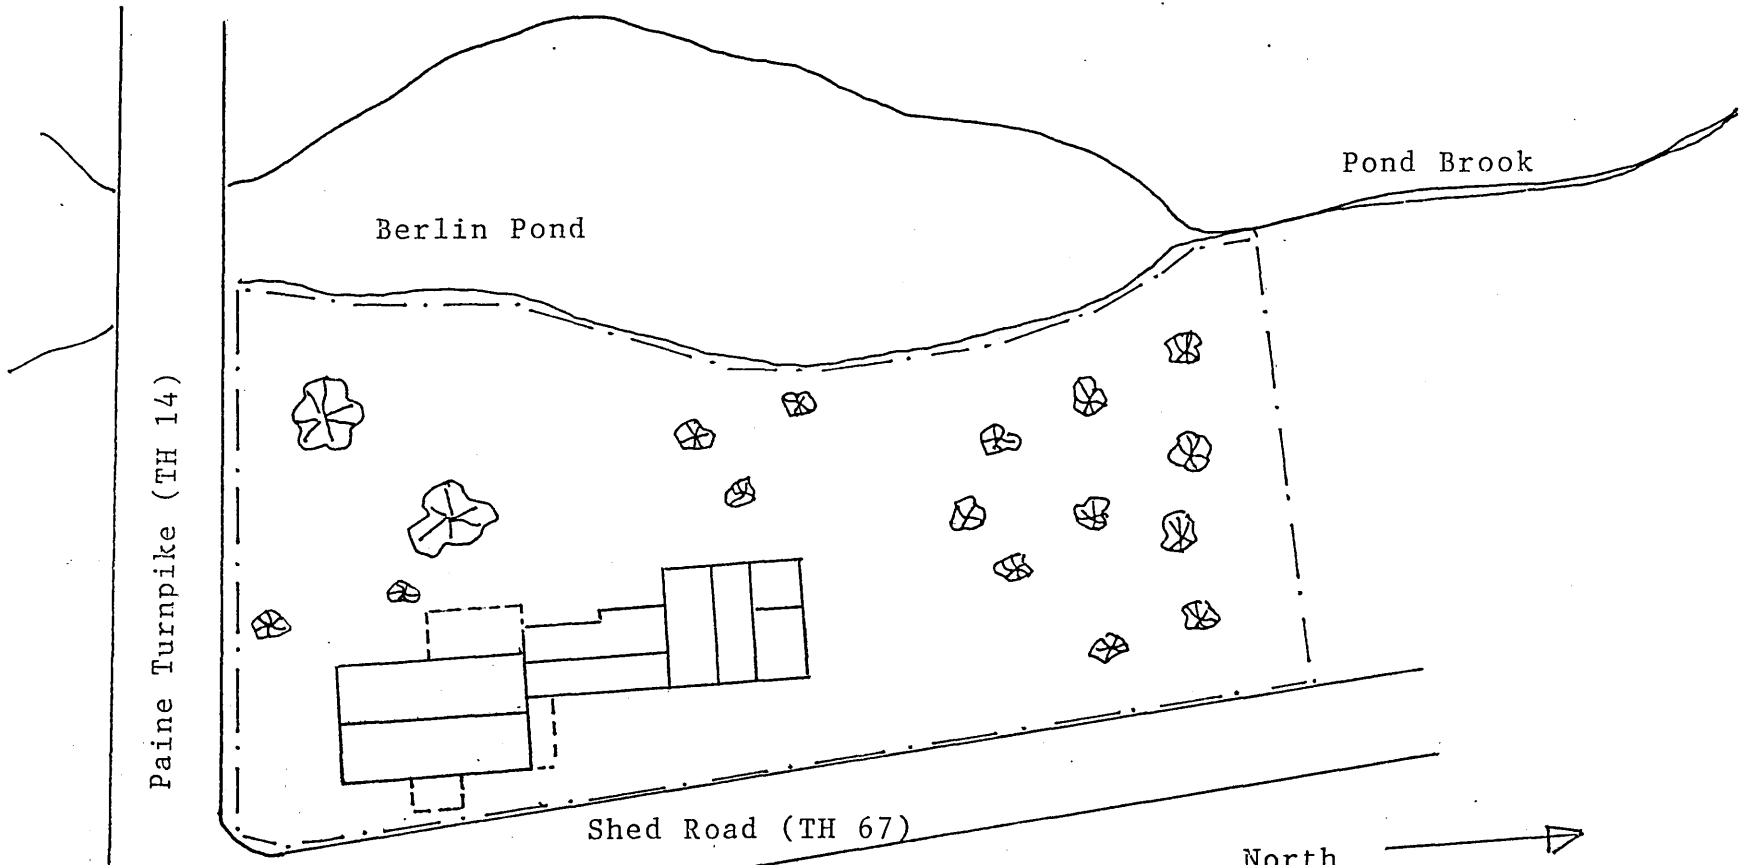 Pond Brook
Berlin Pond
Paine Turnpike (TH 14)
Shed Road (TH 67)
North